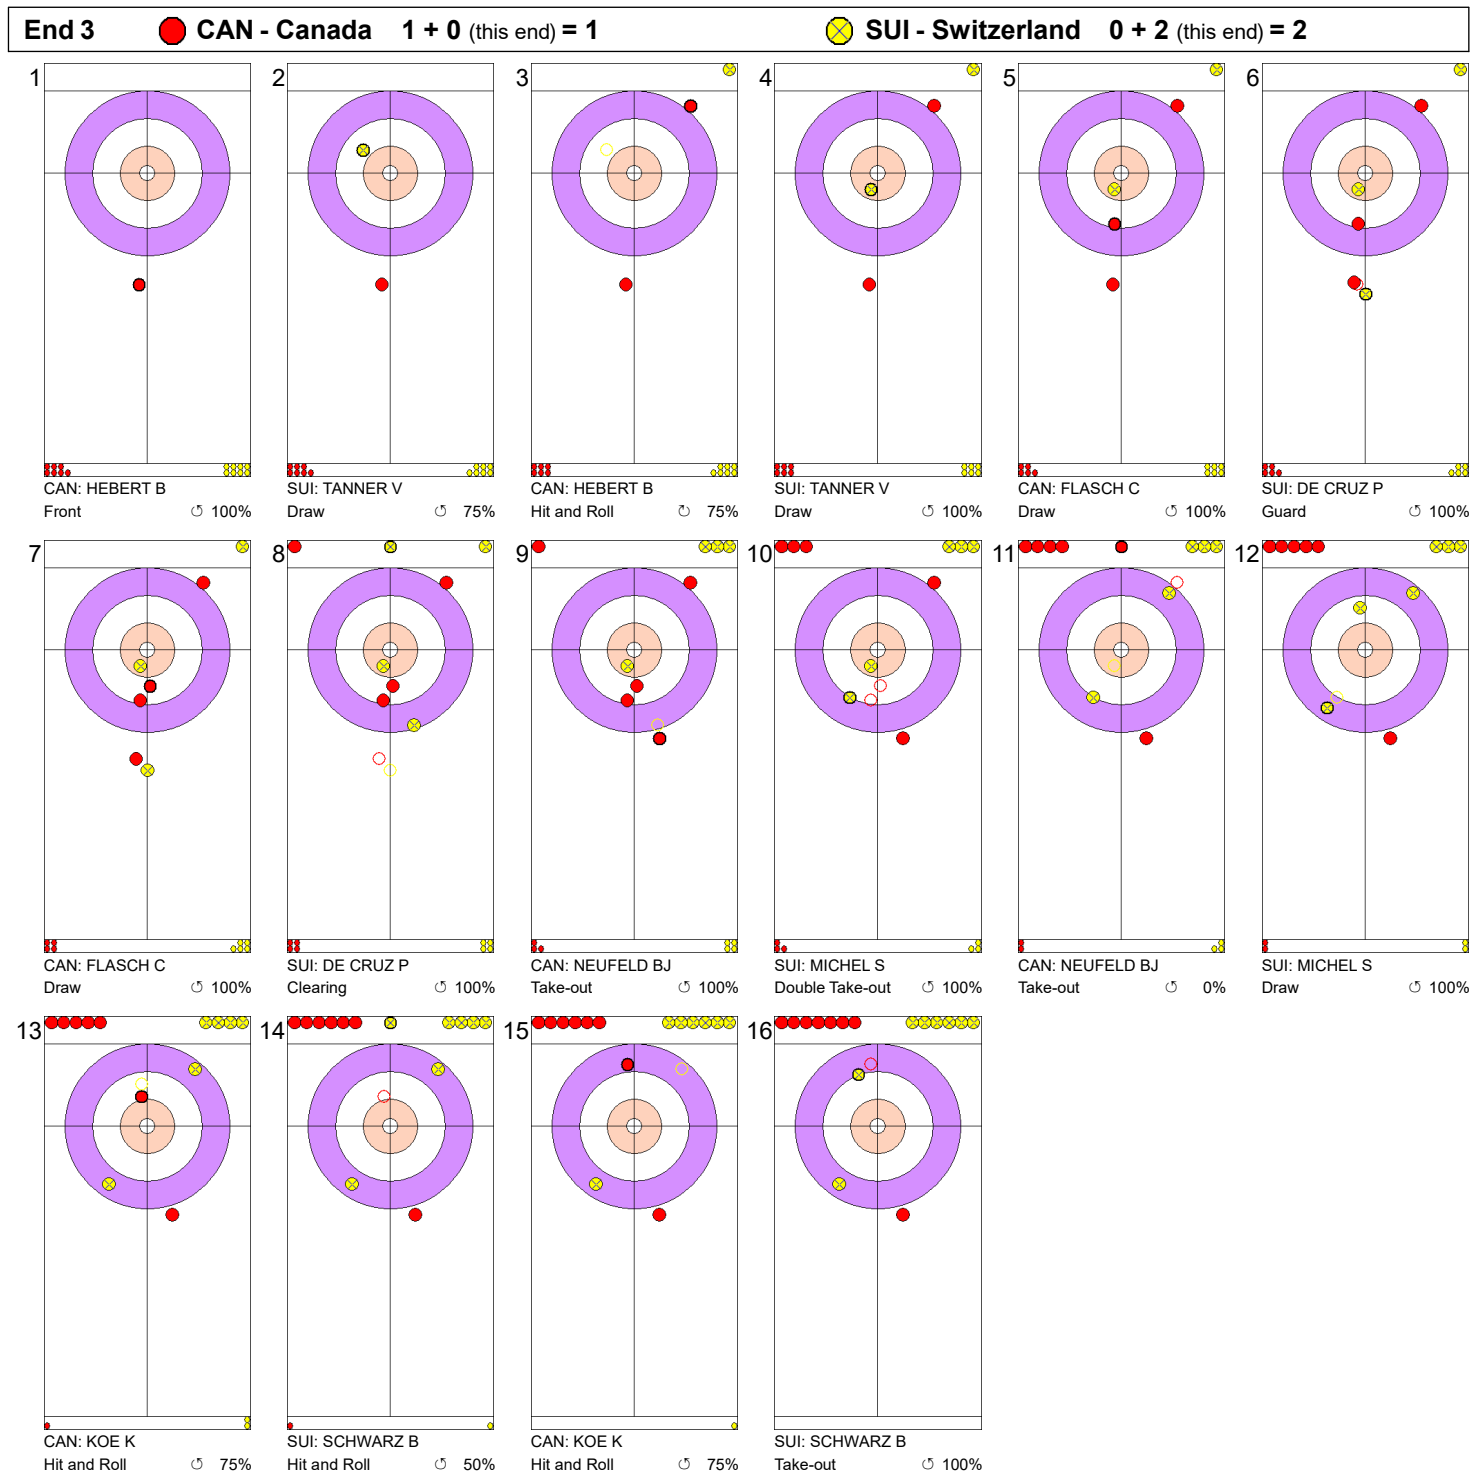 End 3 CAN - Canada 1 + 0 (this end) = 1 SUI - Switzerland 0 + 2 (this end) = 2
1 2 3 4 5 6
CAN: HEBERT B SUI: TANNER V CAN: HEBERT B SUI: TANNER V CAN: FLASCH C SUI: DE CRUZ P
Front ↺ 100% Draw ↺ 75% Hit and Roll ↺ 75% Draw ↺ 100% Draw ↺ 100% Guard ↺ 100%
7 8 9 10 11 12
CAN: FLASCH C SUI: DE CRUZ P CAN: NEUFELD BJ SUI: MICHEL S CAN: NEUFELD BJ SUI: MICHEL S
Draw ↺ 100% Clearing ↺ 100% Take-out ↺ 100% Double Take-out ↺ 100% Take-out ↺ 0% Draw ↺ 100%
13 14 15 16
CAN: KOE K SUI: SCHWARZ B CAN: KOE K SUI: SCHWARZ B
Hit and Roll ↺ 75% Hit and Roll ↺ 50% Hit and Roll ↺ 75% Take-out ↺ 100%